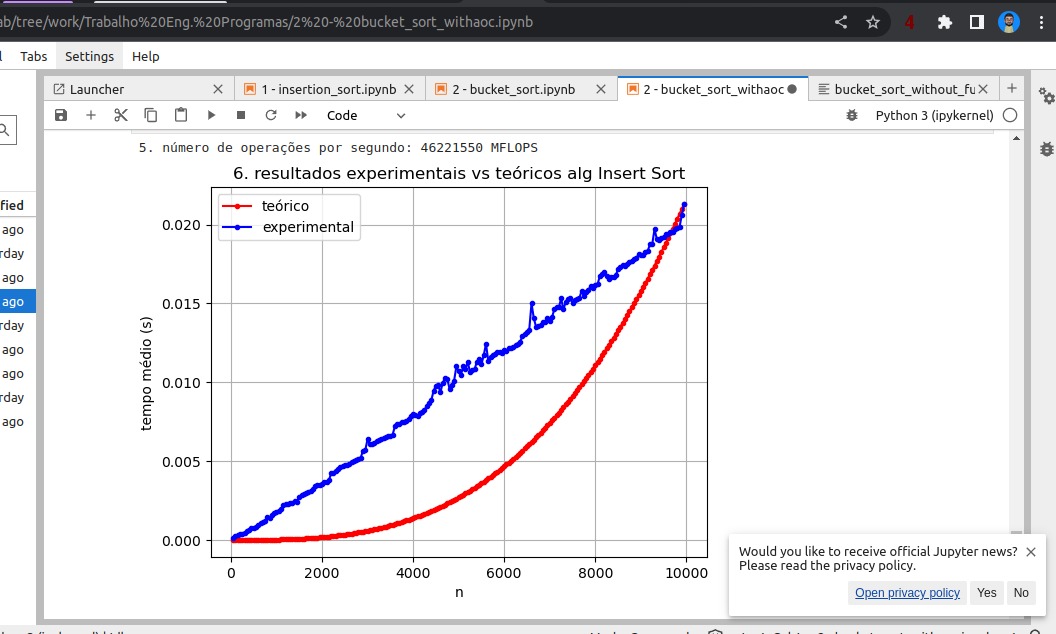 ab/tree/work/Trabalho%20Eng.%20Programas/2%20-%20bucket_sort_withaoc.ipynb
4
Tabs Settings Help
Launcher
1 - insertion_sort.ipynb
2 - bucket_sort.ipynb
2 - bucket_sort_withaoc
bucket_sort_without_fu
Code
Python 3 (ipykernel)
fied
ago
rday
ago
ago
rday
ago
ago
rday
ago
5. número de operações por segundo: 46221550 MFLOPS
6. resultados experimentais vs teóricos alg Insert Sort
teórico
experimental
tempo médio (s)
0.020
0.015
0.010
0.005
0.000
0 2000 4000 6000 8000 10000
n
Would you like to receive official Jupyter news?
Please read the privacy policy.
Open privacy policy Yes No